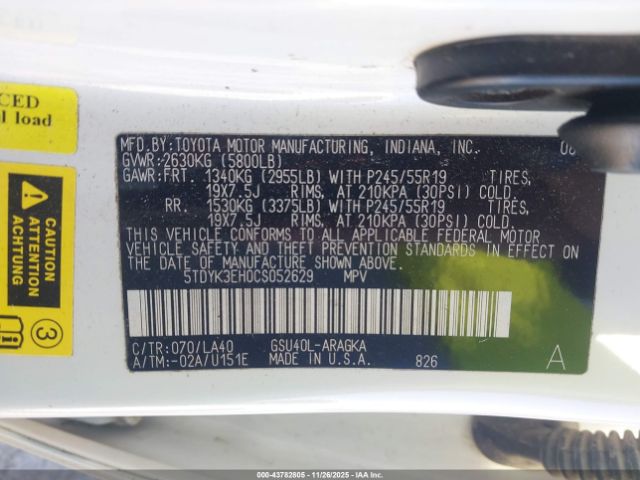 CED
l load
CAUTION
ACHTUNG
ATTENTION
3
MFD.BY:TOYOTA MOTOR MANUFACTURING, INDIANA, INC.
GVWR:2630KG (5800LB)
GAWR:FRT. 1340KG (2955LB) WITH P245/55R19 TIRES,
19X7.5J RIMS, AT 210KPA (30PSI) COLD.
RR. 1530KG (3375LB) WITH P245/55R19 TIRES,
19X7.5J RIMS, AT 210KPA (30PSI) COLD.
THIS VEHICLE CONFORMS TO ALL APPLICABLE FEDERAL MOTOR
VEHICLE SAFETY AND THEFT PREVENTION STANDARDS IN EFFECT ON
THE DATE OF MANUFACTURE SHOWN ABOVE.
5TDYK3EH0CS052629 MPV
C/TR:070/LA40 GSU40L-ARAGKA
A/TM:-02A/U151E MADE IN U.S.A. 826
A
000-43782605 - 11/26/2025 - IAAI.COM